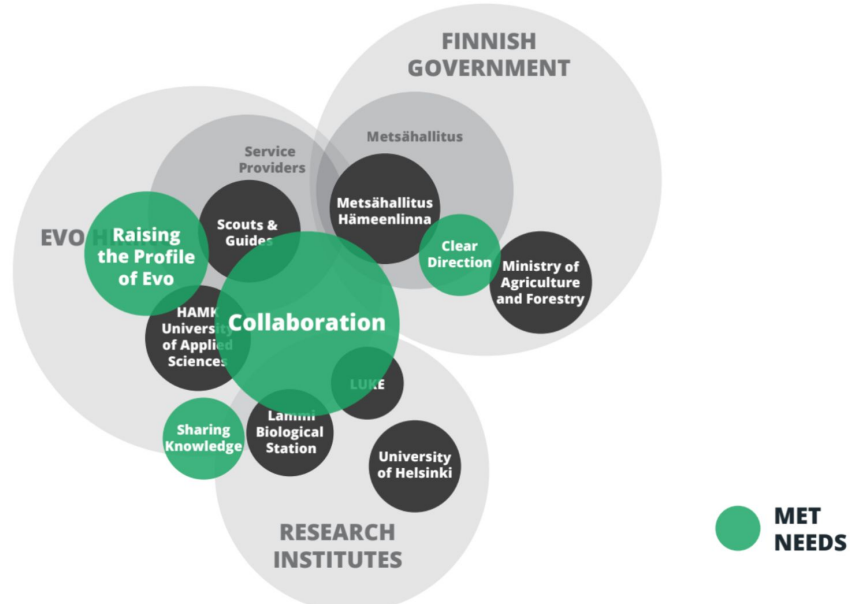 FINNISH
GOVERNMENT
Metsähallitus
Service
Providers
Metsähallitus
Hämeenlinna
Scouts &
Guides
EVO
Raising
the Profile
of Evo
Clear
Direction
Ministry of
Agriculture
and Forestry
HAMK
University
of Applied
Sciences
Collaboration
LUKE
Lammi
Biological
Station
Sharing
Knowledge
University
of Helsinki
RESEARCH
INSTITUTES
MET
NEEDS